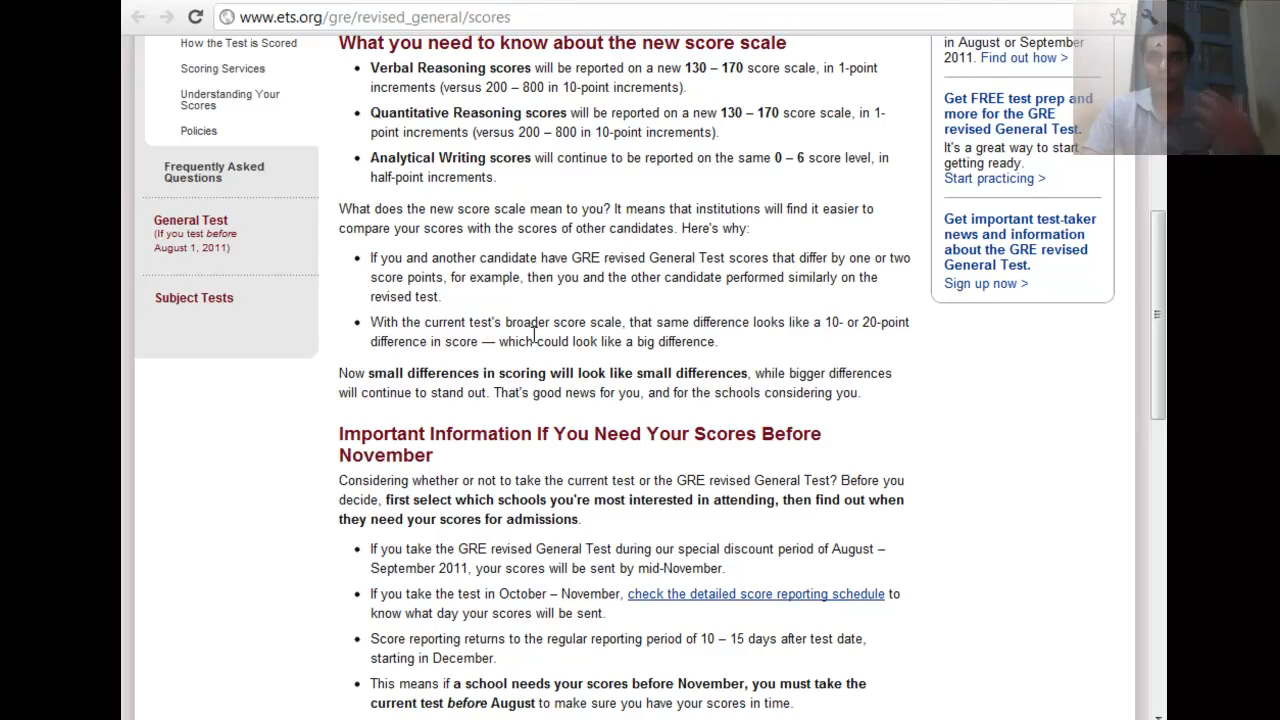 www.ets.org/gre/revised_general/scores
How the Test is Scored
Scoring Services
Understanding Your
Scores
Policies
Frequently Asked
Questions
General Test
(If you test before
August 1, 2011)
Subject Tests
What you need to know about the new score scale
• Verbal Reasoning scores will be reported on a new 130 – 170 score scale, in 1-point
increments (versus 200 – 800 in 10-point increments).
• Quantitative Reasoning scores will be reported on a new 130 – 170 score scale, in 1-
point increments (versus 200 – 800 in 10-point increments).
• Analytical Writing scores will continue to be reported on the same 0 – 6 score level, in
half-point increments.
What does the new score scale mean to you? It means that institutions will find it easier to
compare your scores with the scores of other candidates. Here's why:
• If you and another candidate have GRE revised General Test scores that differ by one or two
score points, for example, then you and the other candidate performed similarly on the
revised test.
• With the current test's broader score scale, that same difference looks like a 10- or 20-point
difference in score — which could look like a big difference.
Now small differences in scoring will look like small differences, while bigger differences
will continue to stand out. That's good news for you, and for the schools considering you.
Important Information If You Need Your Scores Before
November
Considering whether or not to take the current test or the GRE revised General Test? Before you
decide, first select which schools you're most interested in attending, then find out when
they need your scores for admissions.
• If you take the GRE revised General Test during our special discount period of August –
September 2011, your scores will be sent by mid-November.
• If you take the test in October – November, check the detailed score reporting schedule to
know what day your scores will be sent.
• Score reporting returns to the regular reporting period of 10 – 15 days after test date,
starting in December.
• This means if a school needs your scores before November, you must take the
current test before August to make sure you have your scores in time.
in August or September
2011. Find out how >
Get FREE test prep and
more for the GRE
revised General Test.
It's a great way to start
getting ready.
Start practicing >
Get important test-taker
news and information
about the GRE revised
General Test.
Sign up now >